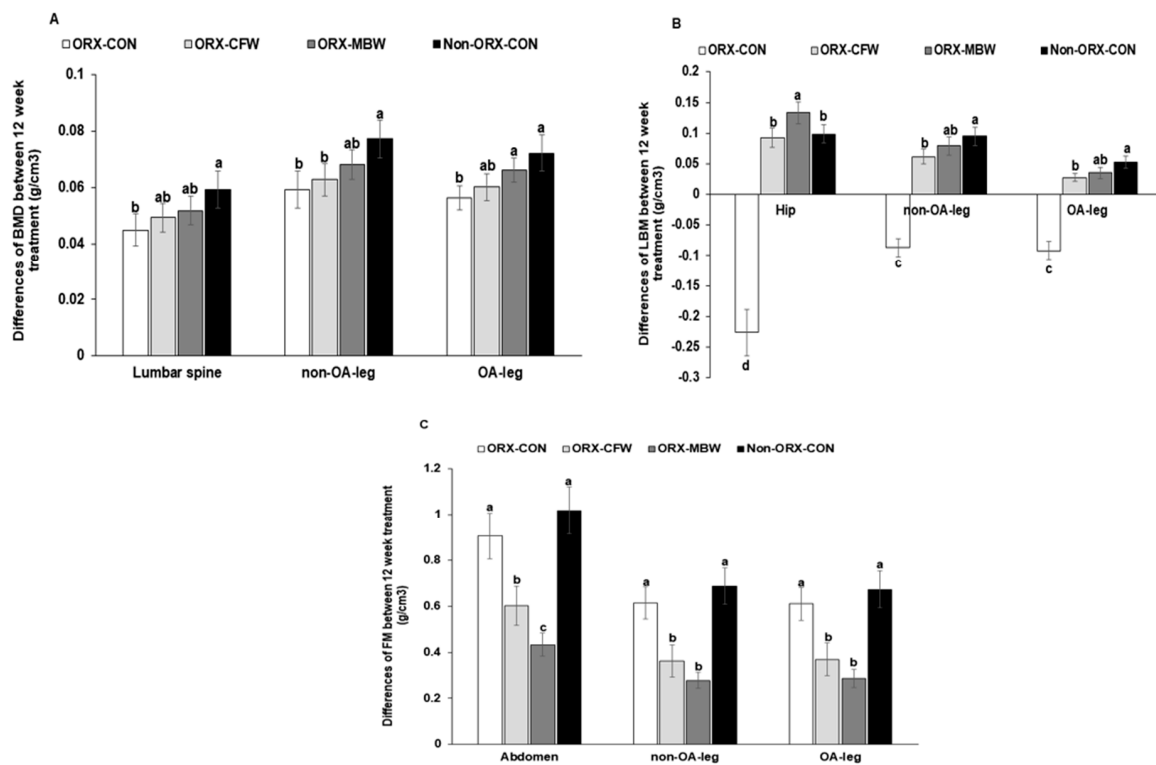 A
ORX-CON ORX-CFW ORX-MBW Non-ORX-CON
Differences of BMD between 12 week
treatment (g/cm3)
0.1
0.08
0.06
0.04
0.02
0
b ab ab a
b b ab a
b ab a a
Lumbar spine non-OA-leg OA-leg
B
ORX-CON ORX-CFW ORX-MBW Non-ORX-CON
Differences of LBM between 12 week
treatment (g/cm3)
0.2
0.15
0.1
0.05
0
-0.05
-0.1
-0.15
-0.2
-0.25
-0.3
d b a b
c b ab a
c b ab a
Hip non-OA-leg OA-leg
C
ORX-CON ORX-CFW ORX-MBW Non-ORX-CON
Differences of FM between 12 week treatment
(g/cm3)
1.2
1
0.8
0.6
0.4
0.2
0
a b c a
a b b a
a b b a
Abdomen non-OA-leg OA-leg